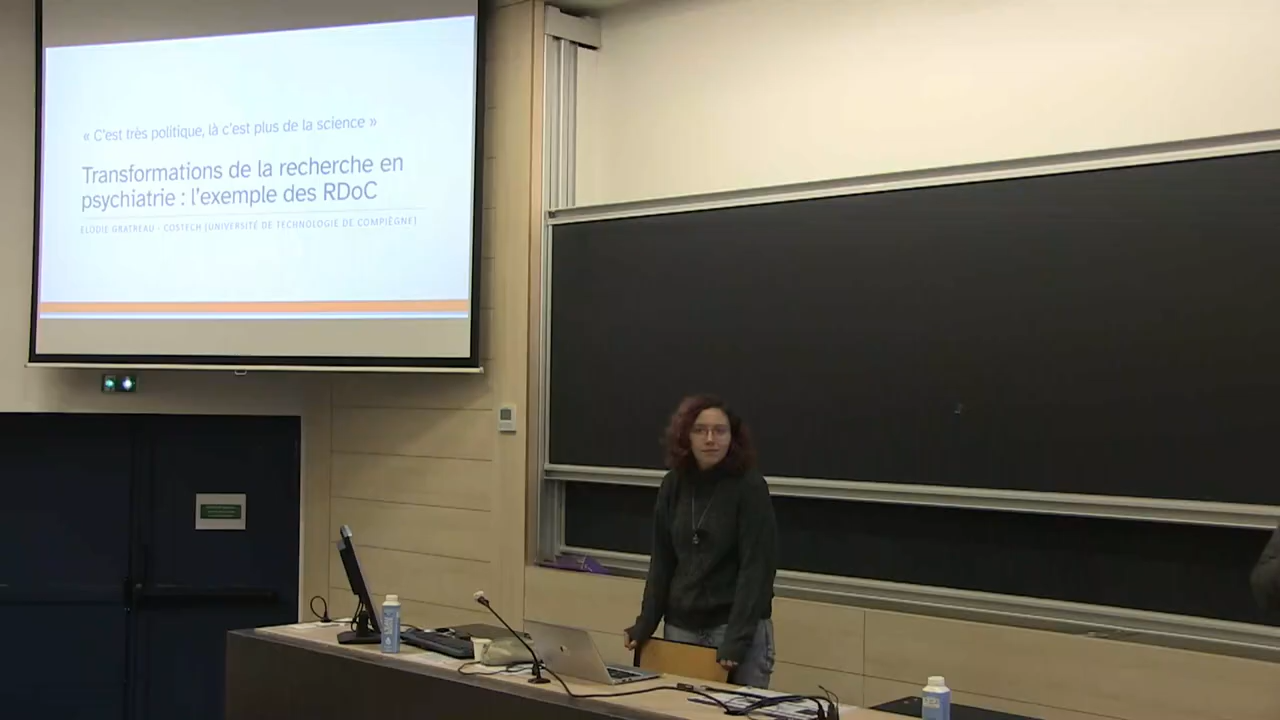 « C'est très politique, là c'est plus de la science »
Transformations de la recherche en
psychiatrie : l'exemple des RDoC
ELODIE GRATREAU - COSTECH (UNIVERSITÉ DE TECHNOLOGIE DE COMPIÈGNE)